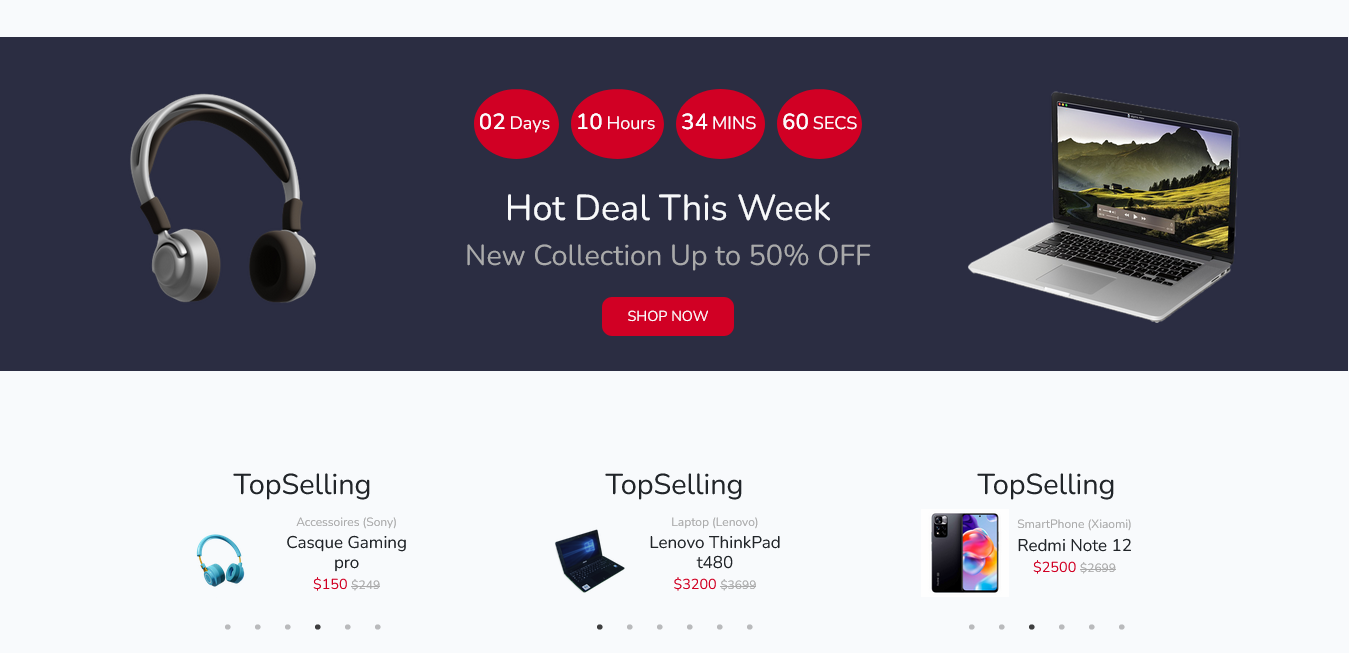 02 Days 10 Hours 34 MINS 60 SECS
Hot Deal This Week
New Collection Up to 50% OFF
SHOP NOW
TopSelling
Accessoires (Sony)
Casque Gaming
pro
$150 $249
TopSelling
Laptop (Lenovo)
Lenovo ThinkPad
t480
$3200 $3699
TopSelling
SmartPhone (Xiaomi)
Redmi Note 12
$2500 $2699